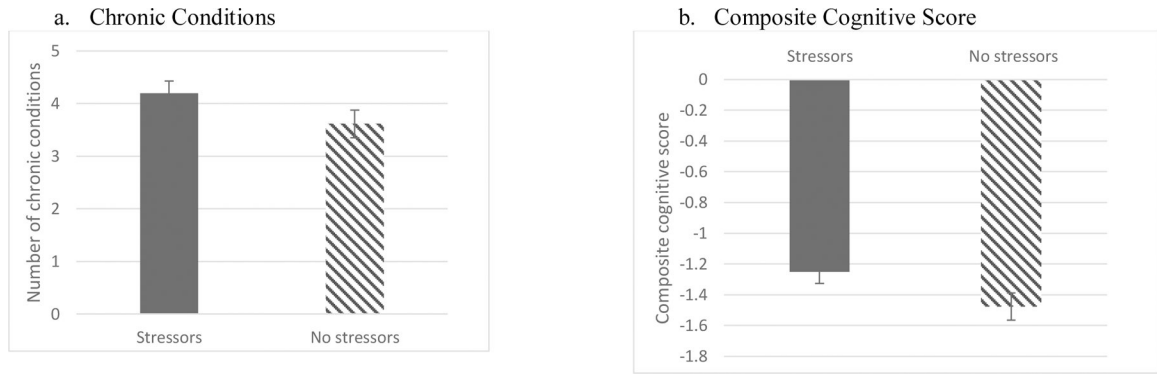 a. Chronic Conditions
Number of chronic conditions
5
4
3
2
1
0
Stressors
No stressors
b. Composite Cognitive Score
Composite cognitive score
Stressors
No stressors
0
-0.2
-0.4
-0.6
-0.8
-1
-1.2
-1.4
-1.6
-1.8